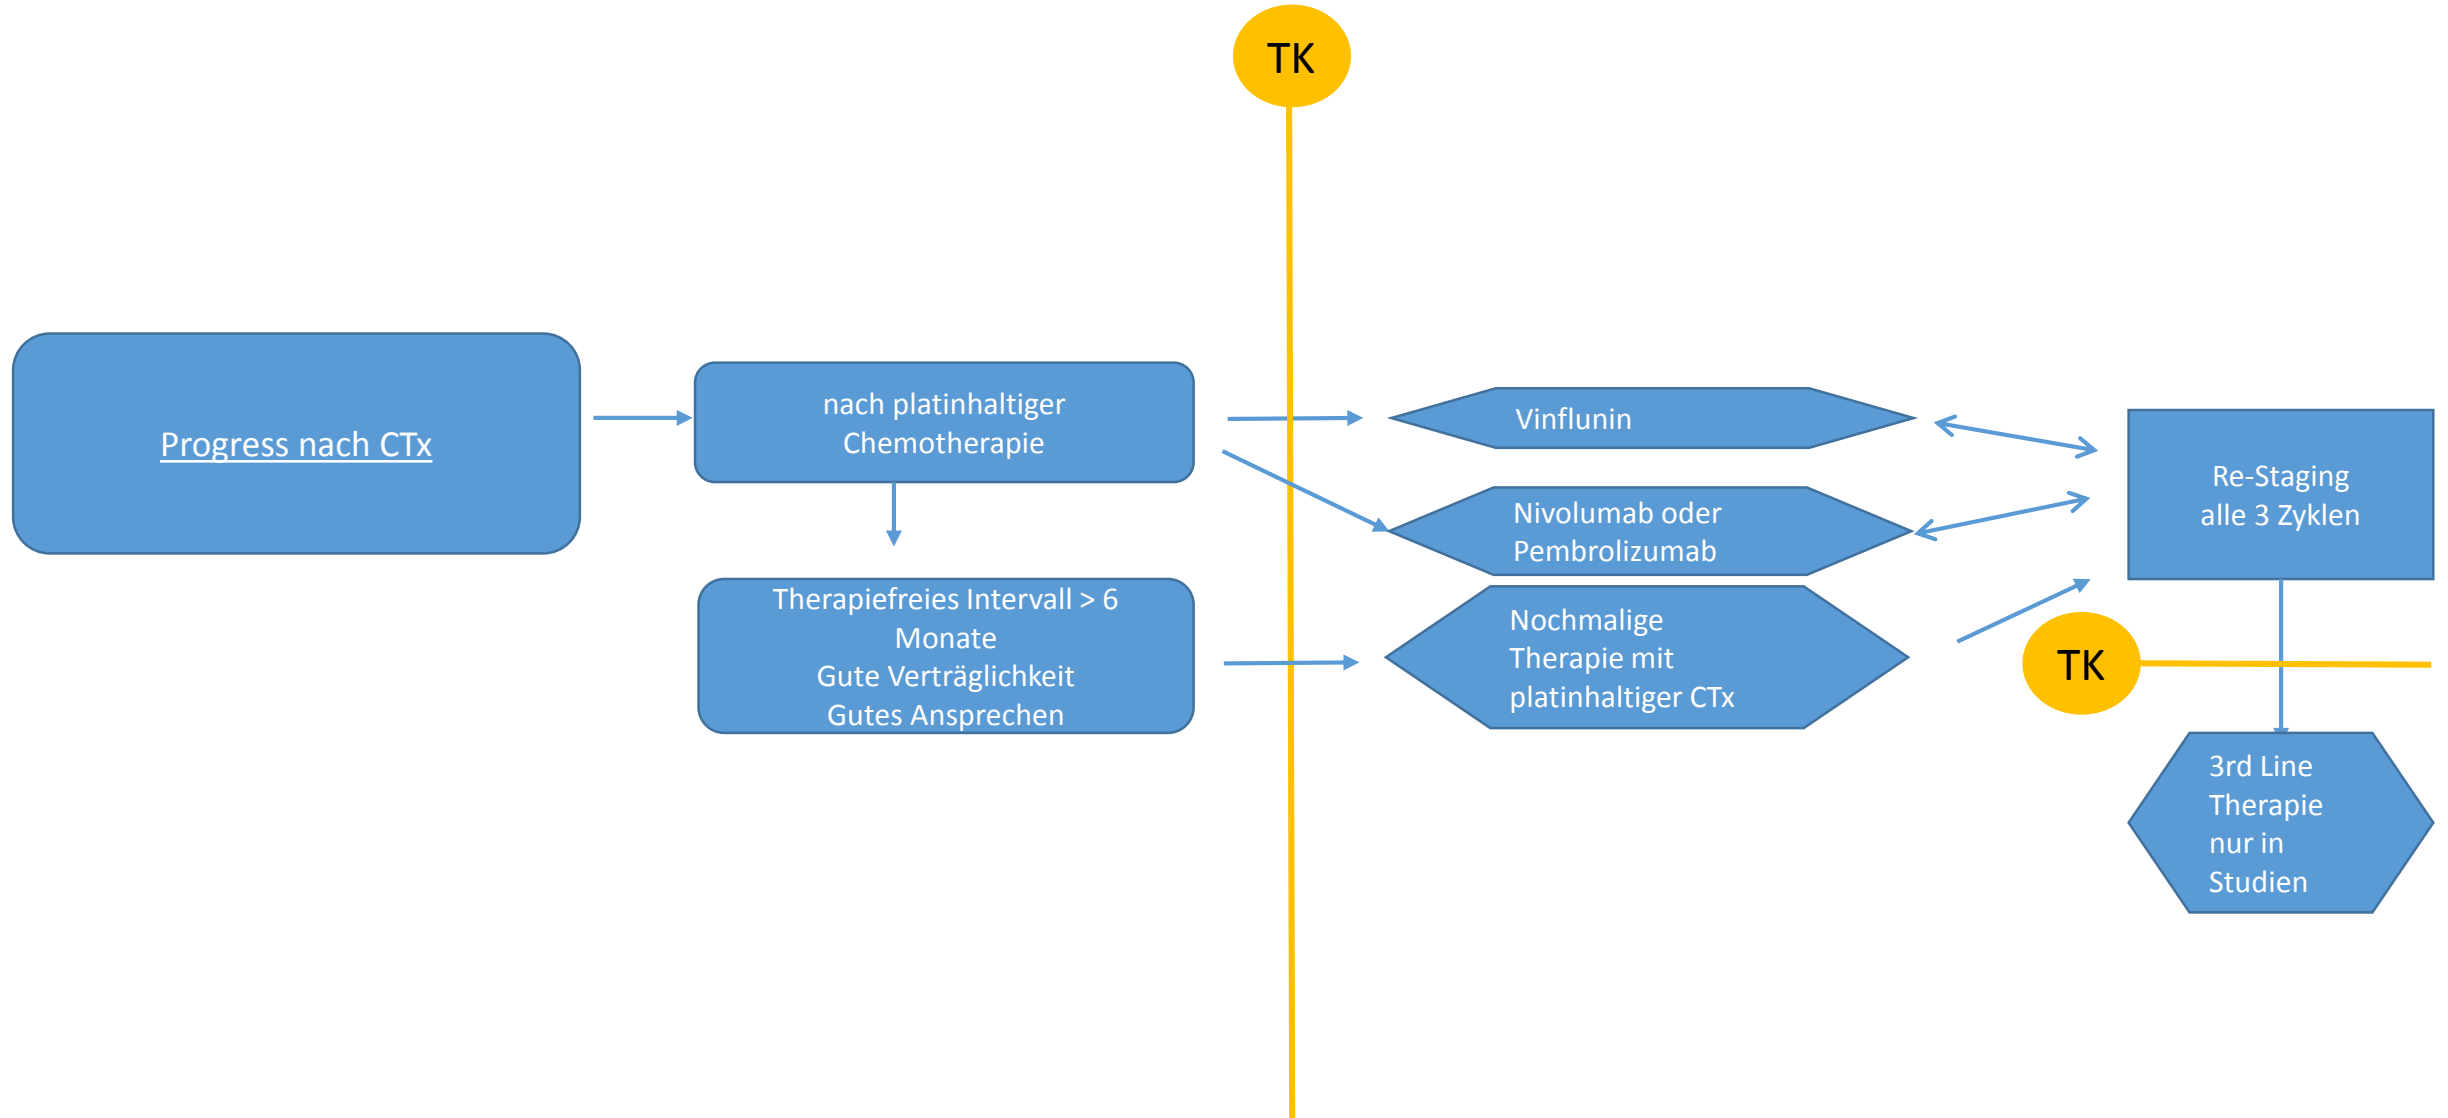 TK
Progress nach CTx
nach platinhaltiger
Chemotherapie
Therapiefreies Intervall > 6
Monate
Gute Verträglichkeit
Gutes Ansprechen
Vinflunin
Nivolumab oder
Pembrolizumab
Nochmalige
Therapie mit
platinhaltiger CTx
Re-Staging
alle 3 Zyklen
TK
3rd Line
Therapie
nur in
Studien